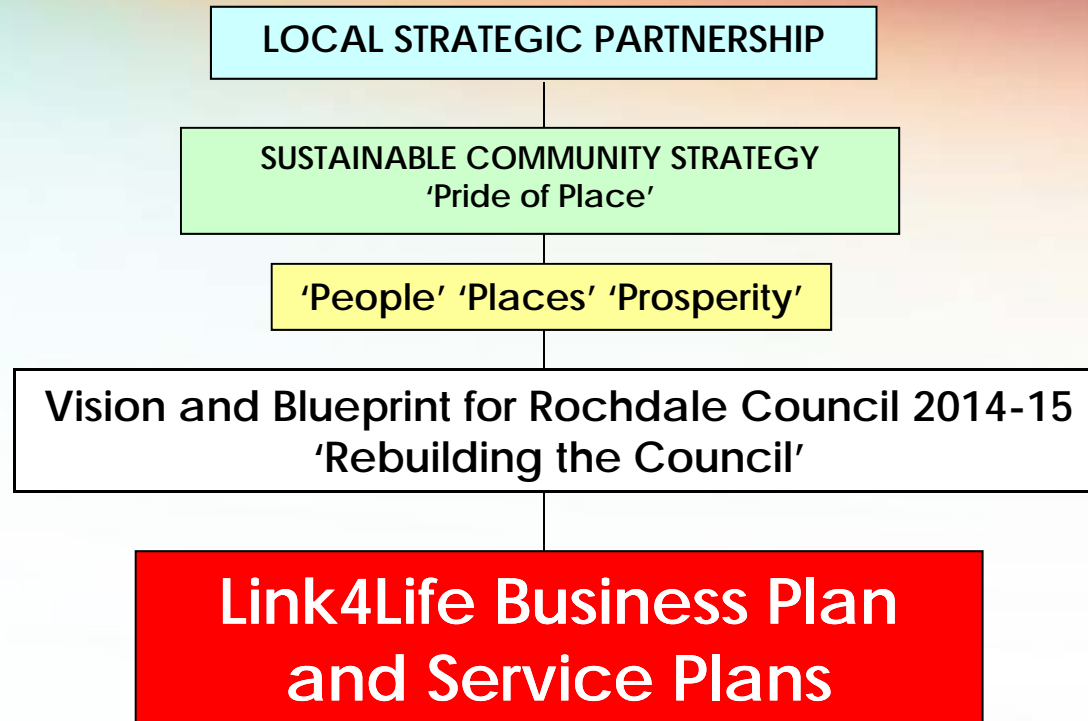 LOCAL STRATEGIC PARTNERSHIP
SUSTAINABLE COMMUNITY STRATEGY
‘Pride of Place’
‘People’ ‘Places’ ‘Prosperity’
Vision and Blueprint for Rochdale Council 2014-15
‘Rebuilding the Council’
Link4Life Business Plan
and Service Plans